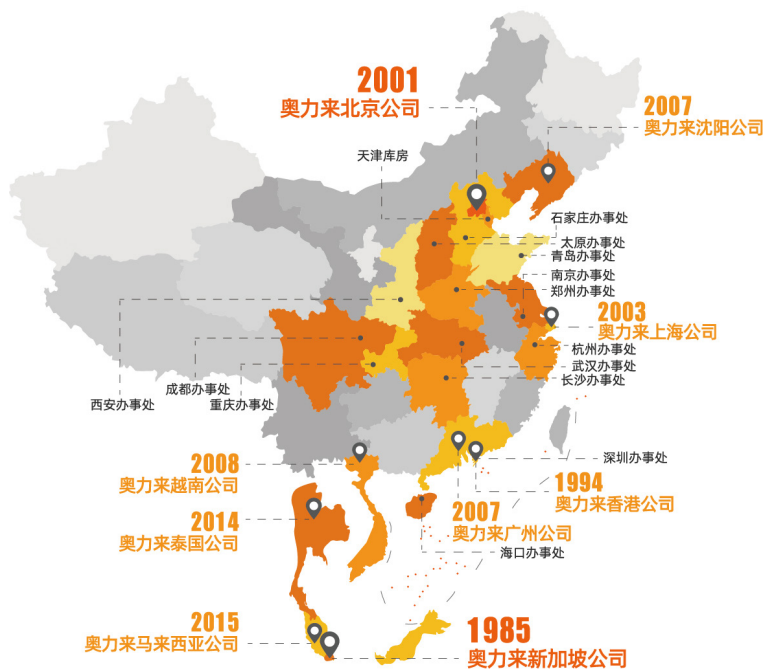 2001
奥力来北京公司
2007
奥力来沈阳公司
天津库房
石家庄办事处
太原办事处
青岛办事处
南京办事处
郑州办事处
2003
奥力来上海公司
杭州办事处
武汉办事处
长沙办事处
成都办事处
西安办事处
重庆办事处
深圳办事处
2008
奥力来越南公司
1994
奥力来香港公司
2014
奥力来泰国公司
2007
奥力来广州公司
海口办事处
2015
奥力来马来西亚公司
1985
奥力来新加坡公司